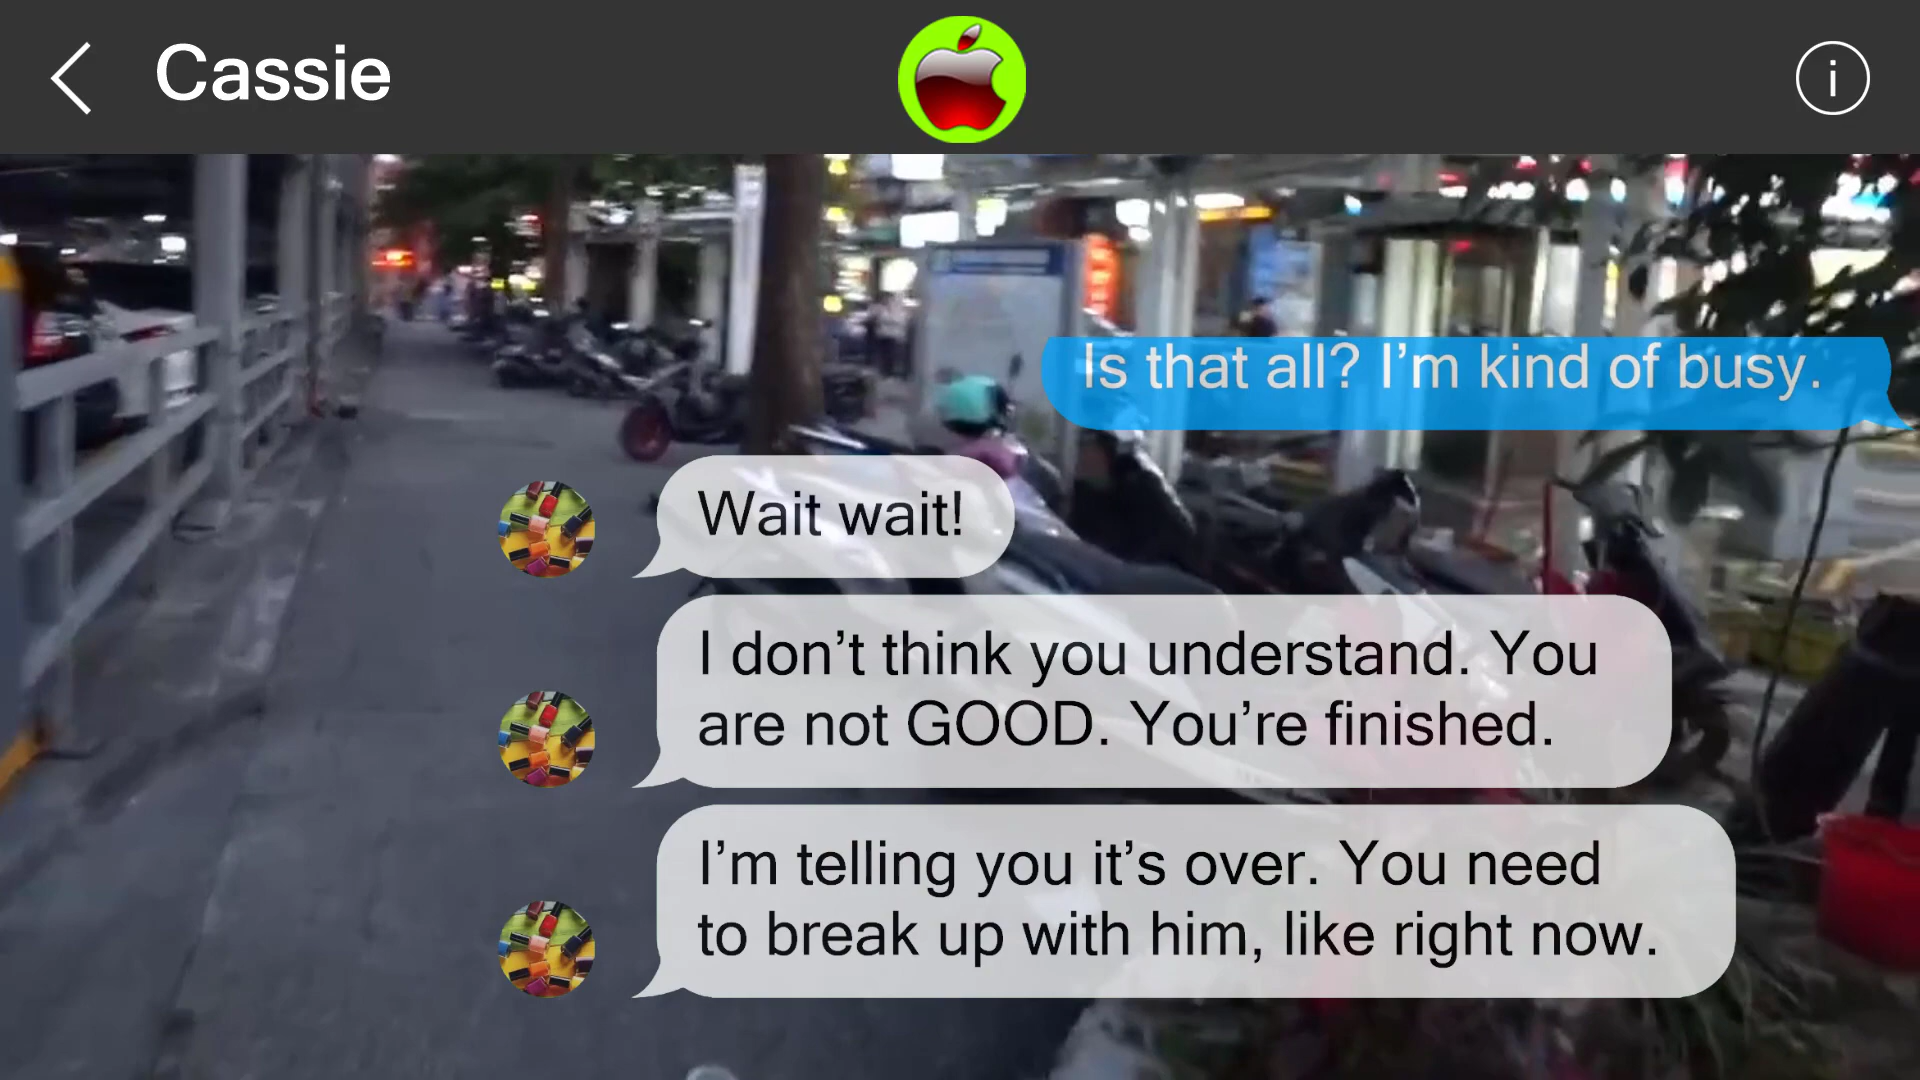 Cassie
Is that all? I’m kind of busy.
Wait wait!
I don’t think you understand. You
are not GOOD. You’re finished.
I’m telling you it’s over. You need
to break up with him, like right now.